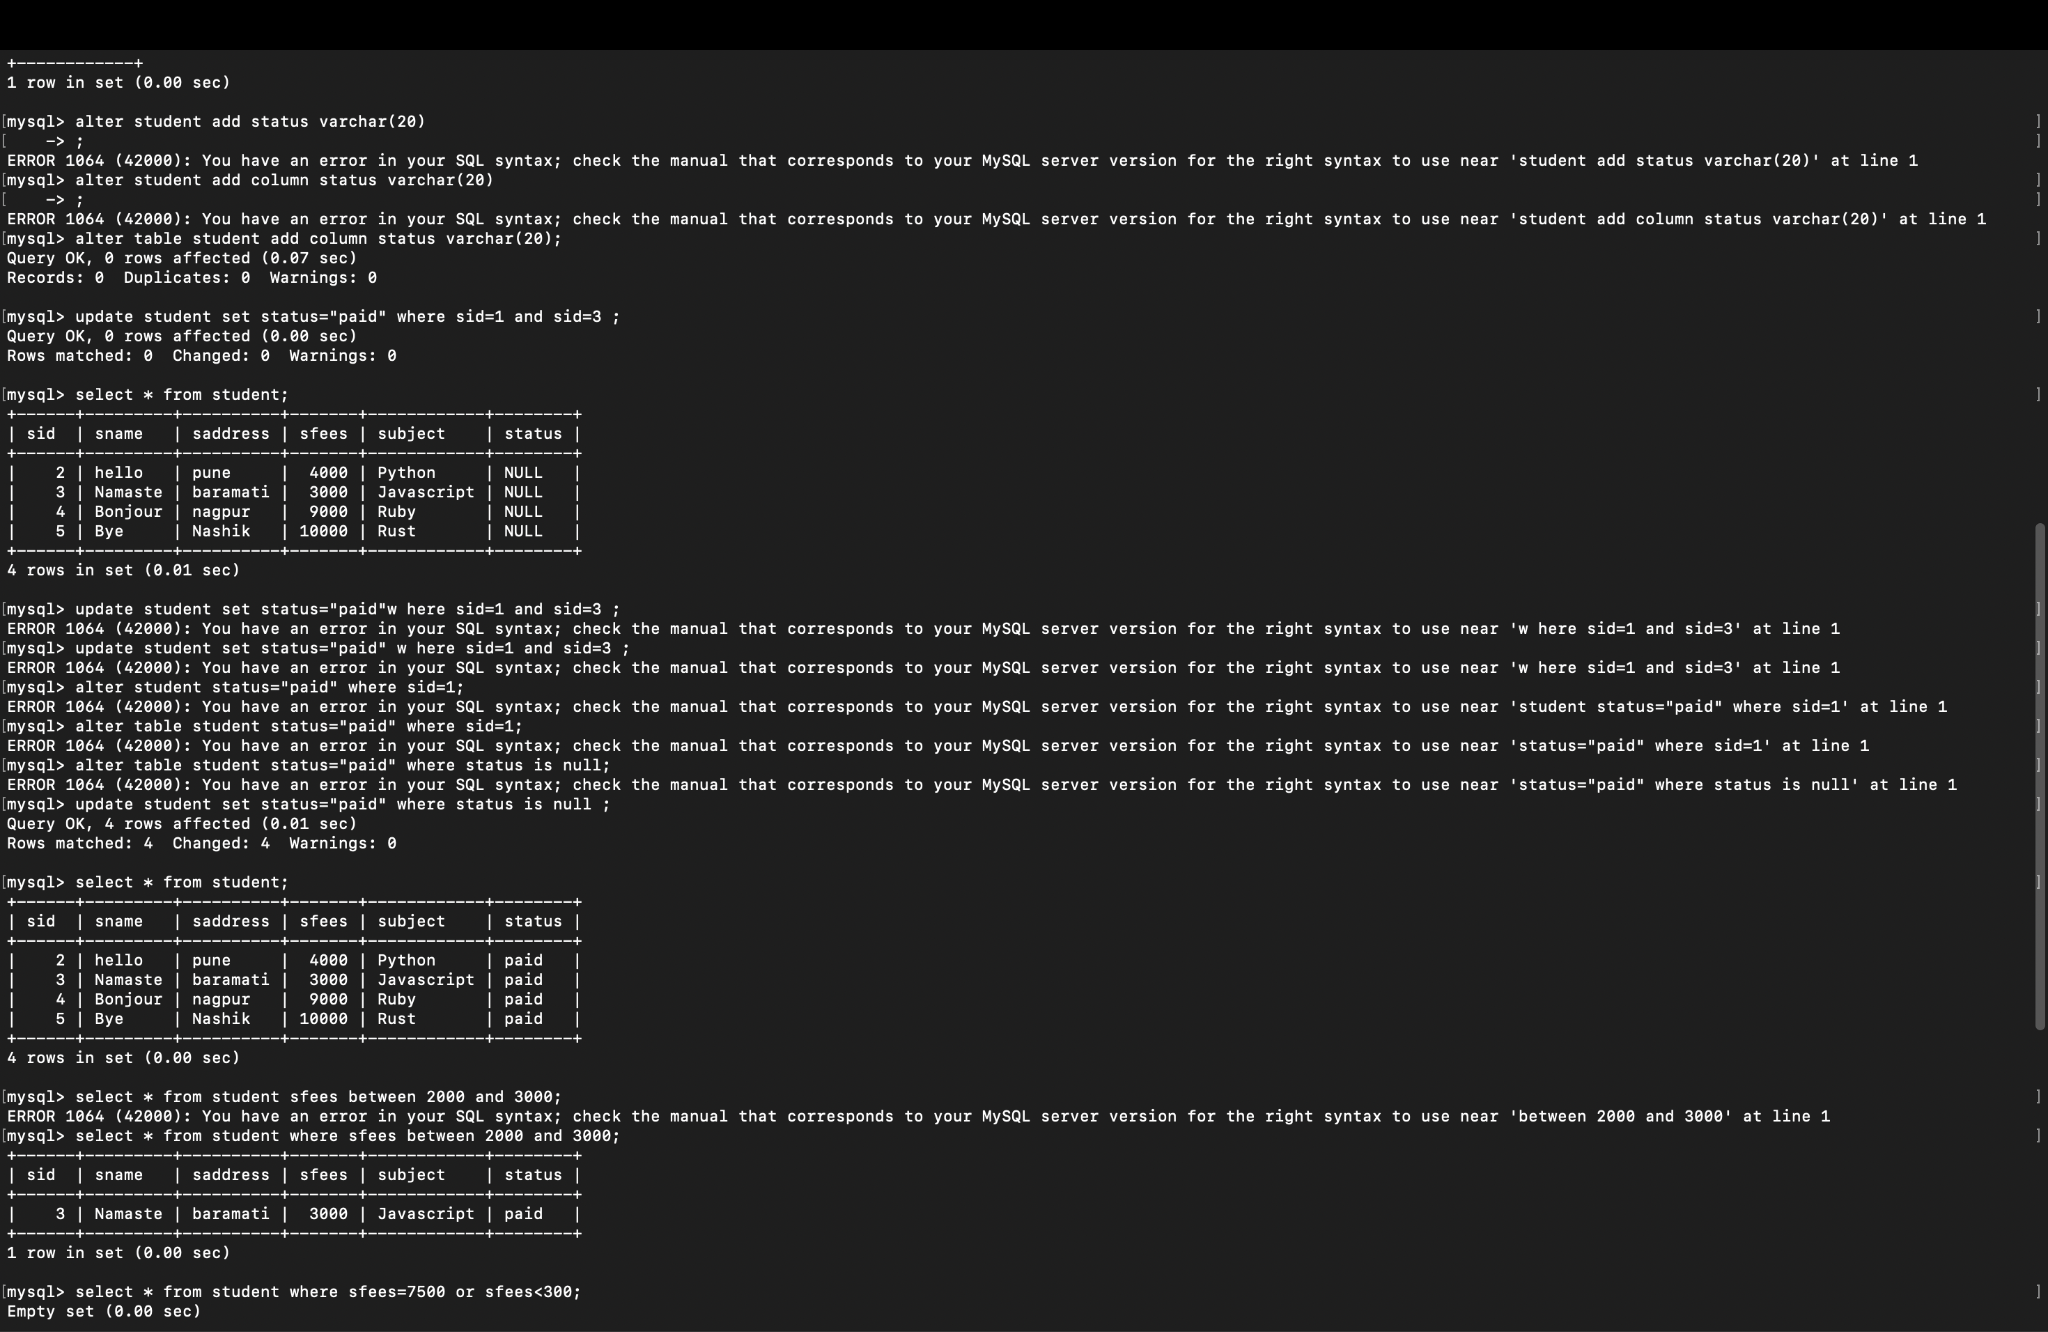 +------------+
1 row in set (0.00 sec)

[mysql> alter student add status varchar(20) ]
[    -> ; ]
ERROR 1064 (42000): You have an error in your SQL syntax; check the manual that corresponds to your MySQL server version for the right syntax to use near 'student add status varchar(20)' at line 1
[mysql> alter student add column status varchar(20) ]
[    -> ; ]
ERROR 1064 (42000): You have an error in your SQL syntax; check the manual that corresponds to your MySQL server version for the right syntax to use near 'student add column status varchar(20)' at line 1
[mysql> alter table student add column status varchar(20); ]
Query OK, 0 rows affected (0.07 sec)
Records: 0  Duplicates: 0  Warnings: 0

[mysql> update student set status="paid" where sid=1 and sid=3 ; ]
Query OK, 0 rows affected (0.00 sec)
Rows matched: 0  Changed: 0  Warnings: 0

[mysql> select * from student; ]
+------+---------+----------+-------+------------+--------+
| sid  | sname   | saddress | sfees | subject    | status |
+------+---------+----------+-------+------------+--------+
|    2 | hello   | pune     |  4000 | Python     | NULL   |
|    3 | Namaste | baramati |  3000 | Javascript | NULL   |
|    4 | Bonjour | nagpur   |  9000 | Ruby       | NULL   |
|    5 | Bye     | Nashik   | 10000 | Rust       | NULL   |
+------+---------+----------+-------+------------+--------+
4 rows in set (0.01 sec)

[mysql> update student set status="paid"w here sid=1 and sid=3 ; ]
ERROR 1064 (42000): You have an error in your SQL syntax; check the manual that corresponds to your MySQL server version for the right syntax to use near 'w here sid=1 and sid=3' at line 1
[mysql> update student set status="paid" w here sid=1 and sid=3 ; ]
ERROR 1064 (42000): You have an error in your SQL syntax; check the manual that corresponds to your MySQL server version for the right syntax to use near 'w here sid=1 and sid=3' at line 1
[mysql> alter student status="paid" where sid=1; ]
ERROR 1064 (42000): You have an error in your SQL syntax; check the manual that corresponds to your MySQL server version for the right syntax to use near 'student status="paid" where sid=1' at line 1
[mysql> alter table student status="paid" where sid=1; ]
ERROR 1064 (42000): You have an error in your SQL syntax; check the manual that corresponds to your MySQL server version for the right syntax to use near 'status="paid" where sid=1' at line 1
[mysql> alter table student status="paid" where status is null; ]
ERROR 1064 (42000): You have an error in your SQL syntax; check the manual that corresponds to your MySQL server version for the right syntax to use near 'status="paid" where status is null' at line 1
[mysql> update student set status="paid" where status is null ; ]
Query OK, 4 rows affected (0.01 sec)
Rows matched: 4  Changed: 4  Warnings: 0

[mysql> select * from student; ]
+------+---------+----------+-------+------------+--------+
| sid  | sname   | saddress | sfees | subject    | status |
+------+---------+----------+-------+------------+--------+
|    2 | hello   | pune     |  4000 | Python     | paid   |
|    3 | Namaste | baramati |  3000 | Javascript | paid   |
|    4 | Bonjour | nagpur   |  9000 | Ruby       | paid   |
|    5 | Bye     | Nashik   | 10000 | Rust       | paid   |
+------+---------+----------+-------+------------+--------+
4 rows in set (0.00 sec)

[mysql> select * from student sfees between 2000 and 3000; ]
ERROR 1064 (42000): You have an error in your SQL syntax; check the manual that corresponds to your MySQL server version for the right syntax to use near 'between 2000 and 3000' at line 1
[mysql> select * from student where sfees between 2000 and 3000; ]
+------+---------+----------+-------+------------+--------+
| sid  | sname   | saddress | sfees | subject    | status |
+------+---------+----------+-------+------------+--------+
|    3 | Namaste | baramati |  3000 | Javascript | paid   |
+------+---------+----------+-------+------------+--------+
1 row in set (0.00 sec)

[mysql> select * from student where sfees=7500 or sfees<300; ]
Empty set (0.00 sec)